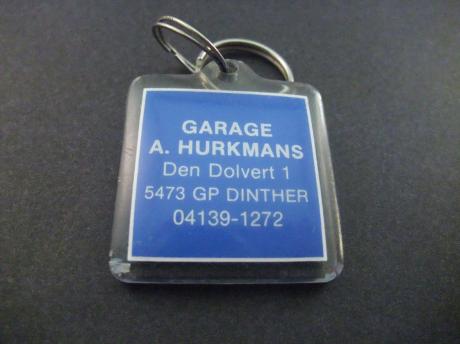 GARAGE
A. HURKMANS
Den Dolvert 1
5473 GP DINTHER
04139-1272